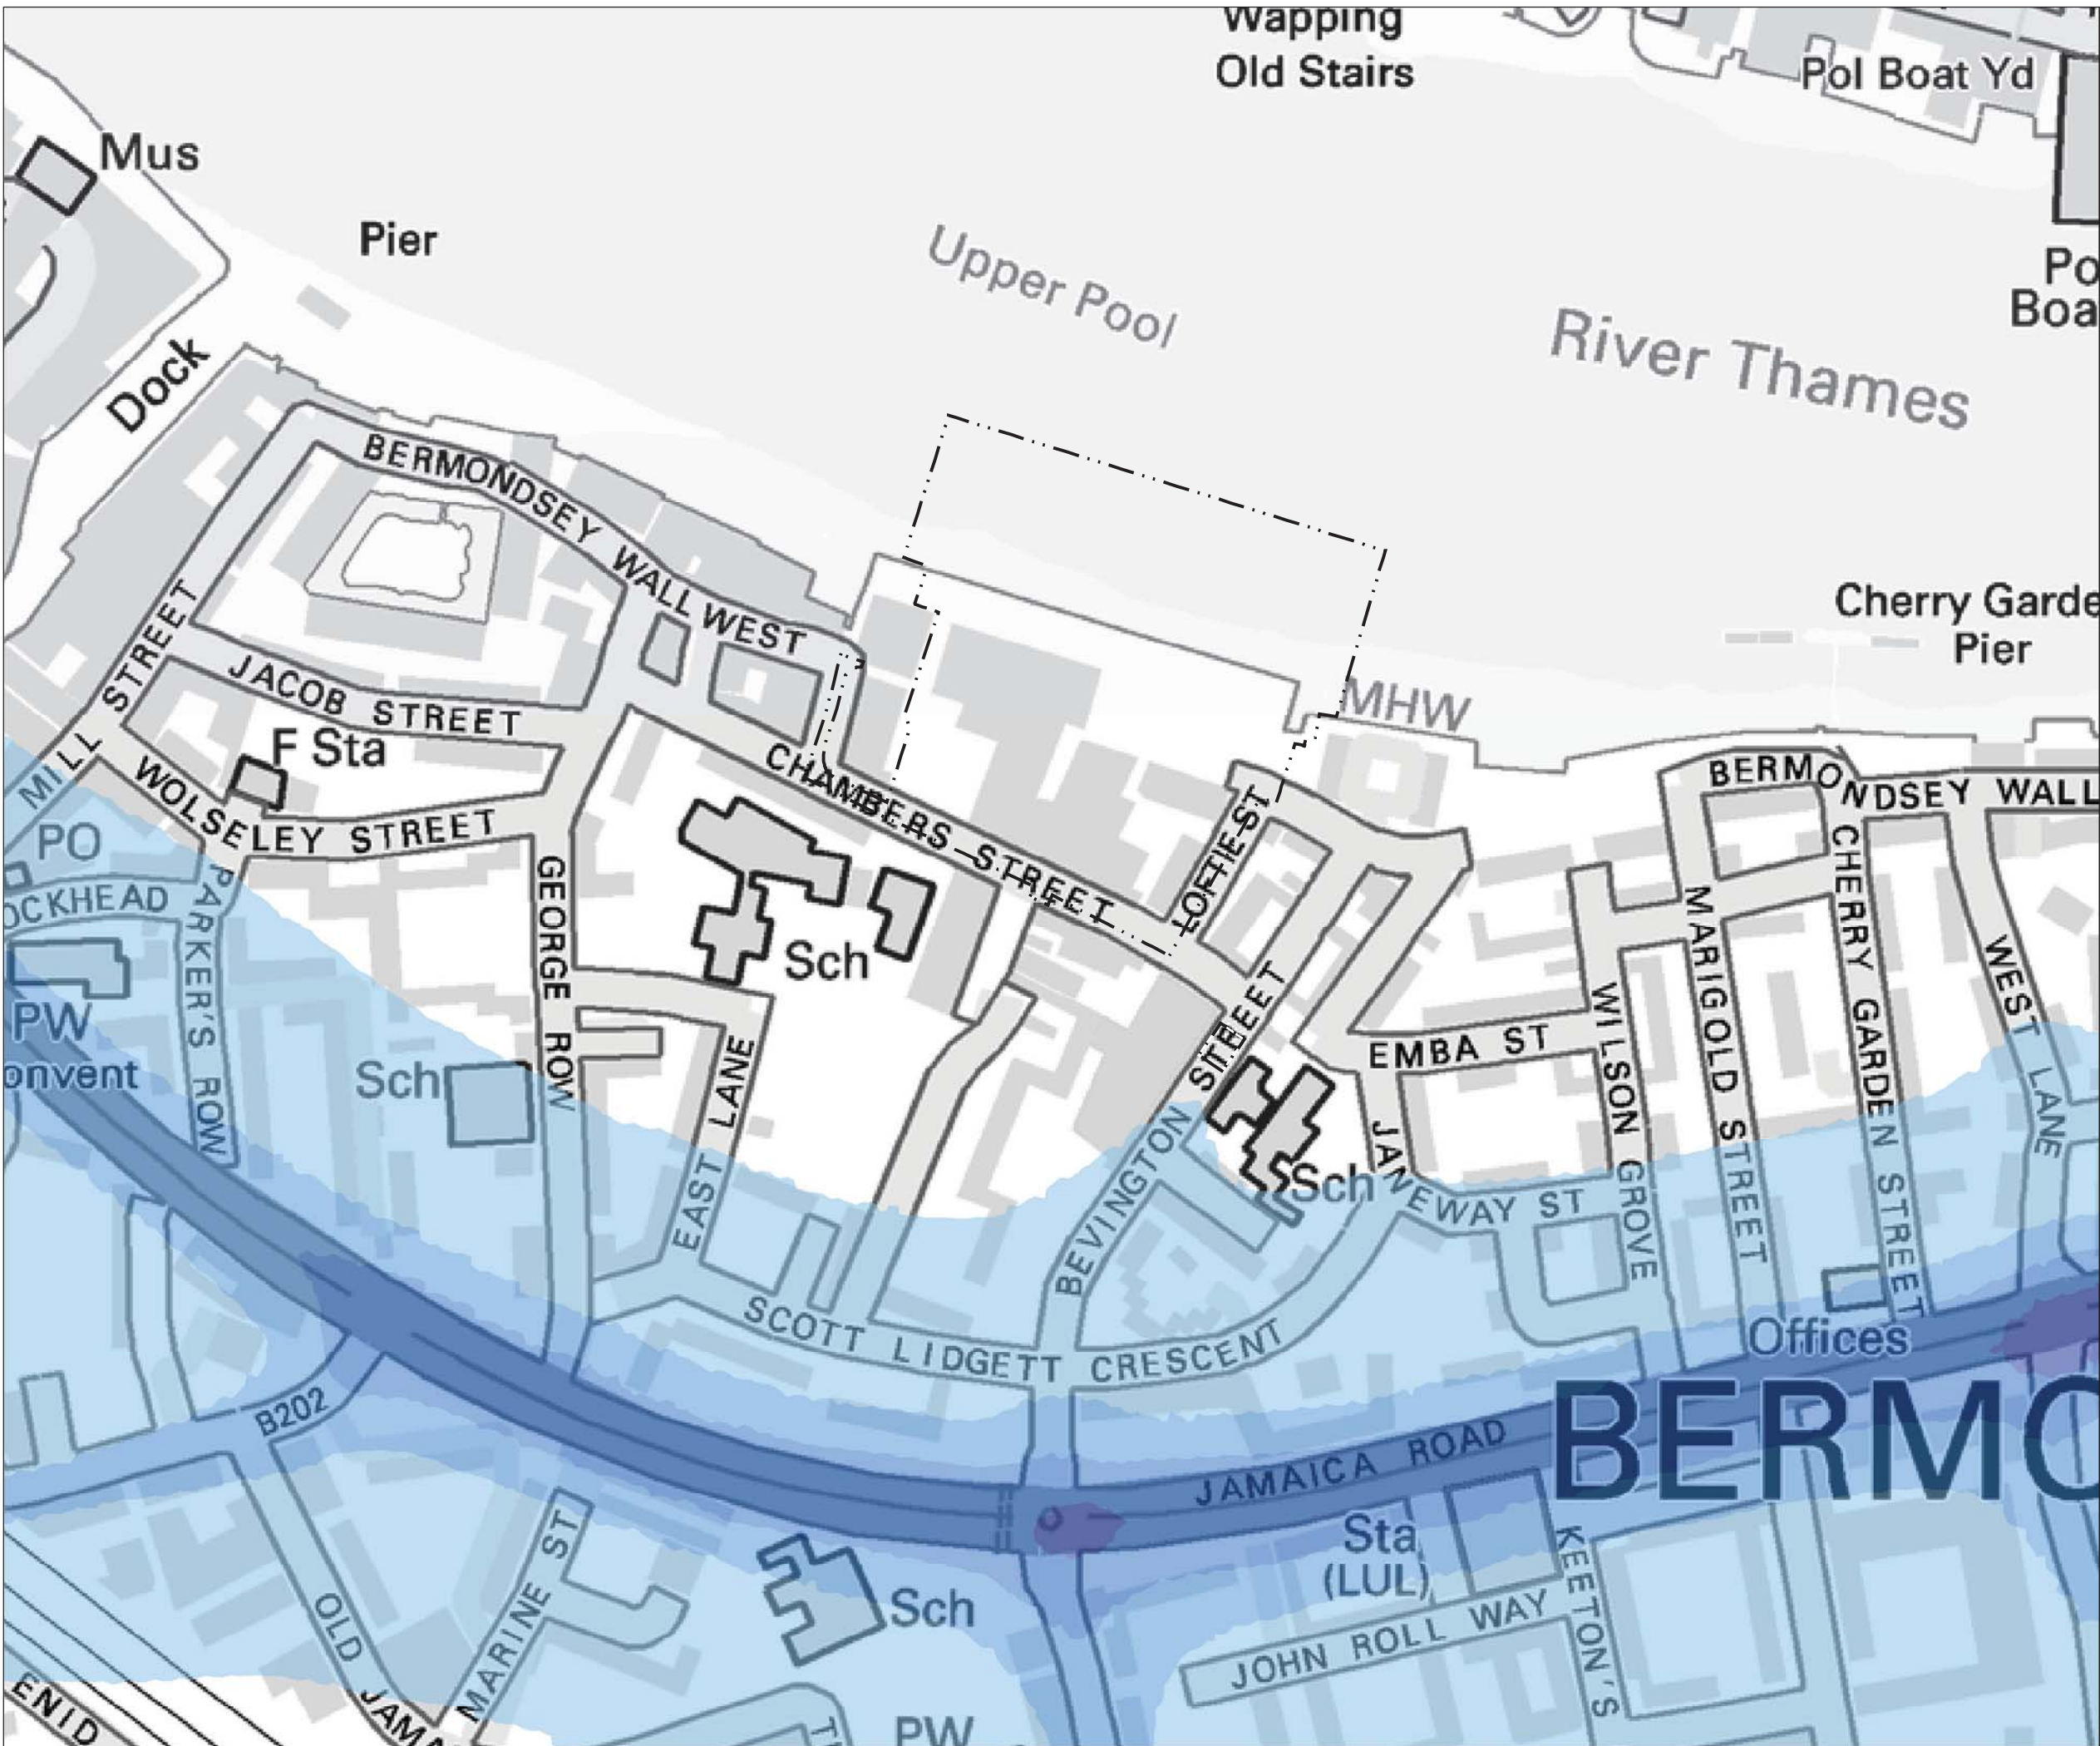 Wapping
Old Stairs
Pol Boat Yd
Mus
Pier
Upper Pool
River Thames
Po
Boa
Dock
BERMONDSEY WALL WEST
Cherry Garde
Pier
MHW
MILL STREET
JACOB STREET
F Sta
WOLSELEY STREET
CHAMBERS STREET
LOFTIE ST
BERMONDSEY WALL
PO
OCKHEAD
PARKER'S ROW
GEORGE ROW
Sch
PW
onvent
Sch
EAST LANE
BEVINGTON STREET
EMBA ST
WILSON GROVE
MARIGOLD STREET
CHERRY GARDEN STREET
WEST LANE
Sch
JANEWAY ST
SCOTT LIDGETT CRESCENT
Offices
B202
JAMAICA ROAD
BERMO
Sta
(LUL)
KEETON'S
OLD JAMA
MARINE ST
Sch
JOHN ROLL WAY
ENID
PW